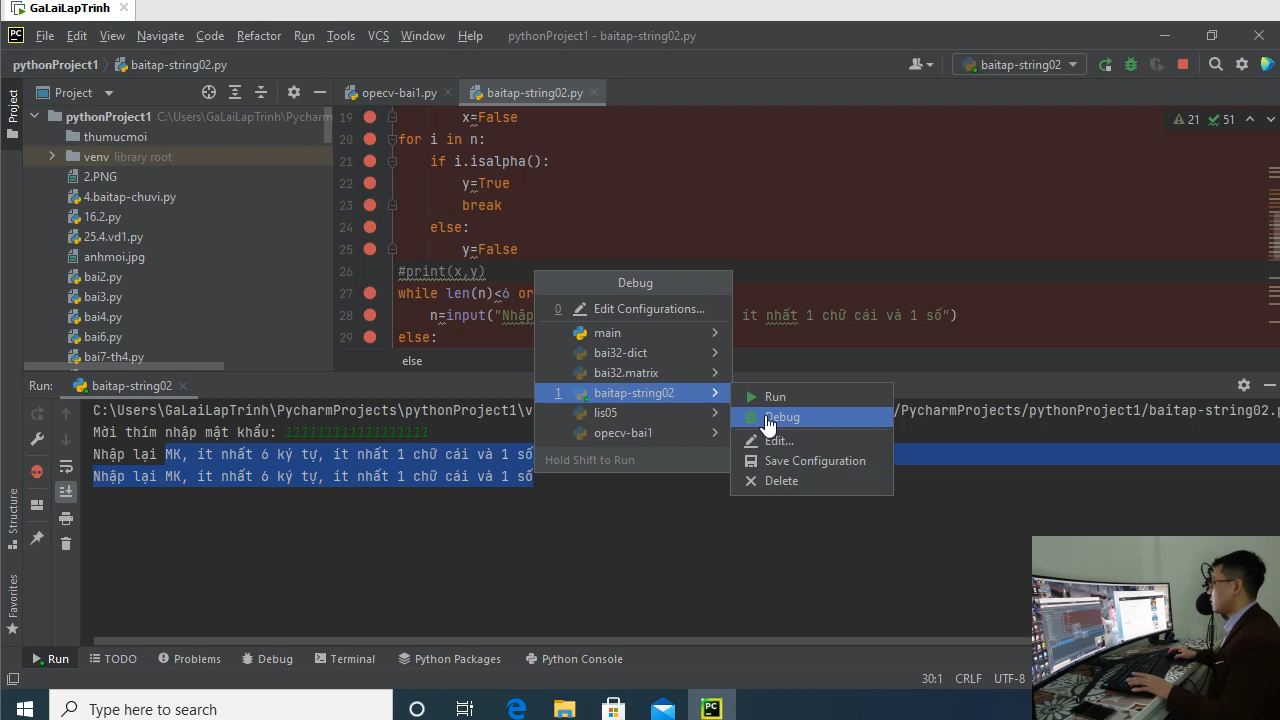 GaLaiLapTrinh
File Edit View Navigate Code Refactor Run Tools VCS Window Help pythonProject1 - baitap-string02.py
pythonProject1 baitap-string02.py
baitap-string02
Project
Project
opecv-bai1.py
baitap-string02.py
pythonProject1 C:\Users\GaLaiLapTrinh\Pycharm
thumucmoi
venv library root
2.PNG
4.baitap-chuvi.py
16.2.py
25.4.vd1.py
anhmoi.jpg
bai2.py
bai3.py
bai4.py
bai6.py
bai7-th4.py
21 51
19 x=False
20 for i in n:
21 if i.isalpha():
22 y=True
23 break
24 else:
25 y=False
26 #print(x,y)
27 while len(n)<6 or
28 n=input("Nhập ít nhất 1 chữ cái và 1 số")
29 else:
else
Debug
0 Edit Configurations...
main
bai32-dict
bai32.matrix
1 baitap-string02
lis05
opecv-bai1
Hold Shift to Run
Run
Debug
Edit...
Save Configuration
Delete
Run: baitap-string02
C:\Users\GaLaiLapTrinh\PycharmProjects\pythonProject1\v /PycharmProjects/pythonProject1/baitap-string02.p
Mời thím nhập mật khẩu: 111111111111111111
Nhập lại MK, ít nhất 6 ký tự, ít nhất 1 chữ cái và 1 số
Nhập lại MK, ít nhất 6 ký tự, ít nhất 1 chữ cái và 1 số
Structure
Favorites
Run TODO Problems Debug Terminal Python Packages Python Console
30:1 CRLF UTF-8
Type here to search